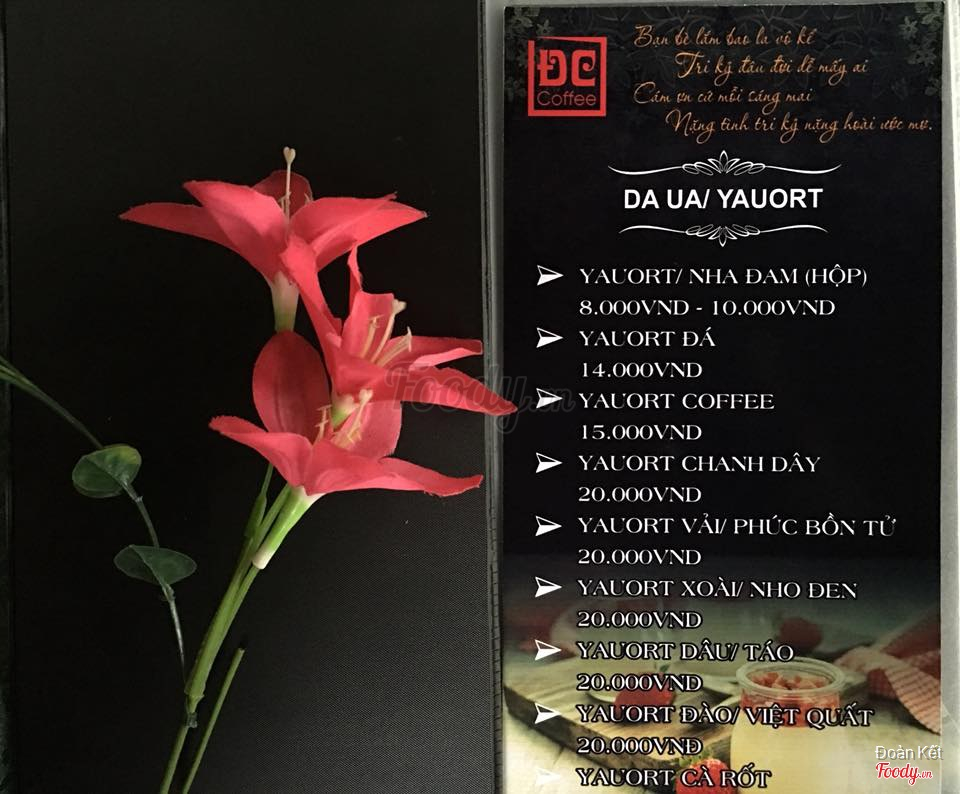 ĐC
Coffee
Bạn bè lắm bao la vô kể
Tri kỷ đâu đợi dễ mấy ai
Cám ơn cứ mỗi sáng mai
Nặng tình tri kỷ nặng hoài ước mơ.
DA UA/ YAUORT
YAUORT/ NHA ĐAM (HỘP)
8.000VND - 10.000VND
YAUORT ĐÁ
14.000VND
YAUORT COFFEE
15.000VND
YAUORT CHANH DÂY
20.000VND
YAUORT VẢI/ PHÚC BỒN TỬ
20.000VND
YAUORT XOÀI/ NHO ĐEN
20.000VND
YAUORT DÂU/ TÁO
20.000VND
YAUORT ĐÀO/ VIỆT QUẤT
20.000VNĐ
YAUORT CÀ RỐT
Foody.vn
Đoàn Kết
Foody.vn